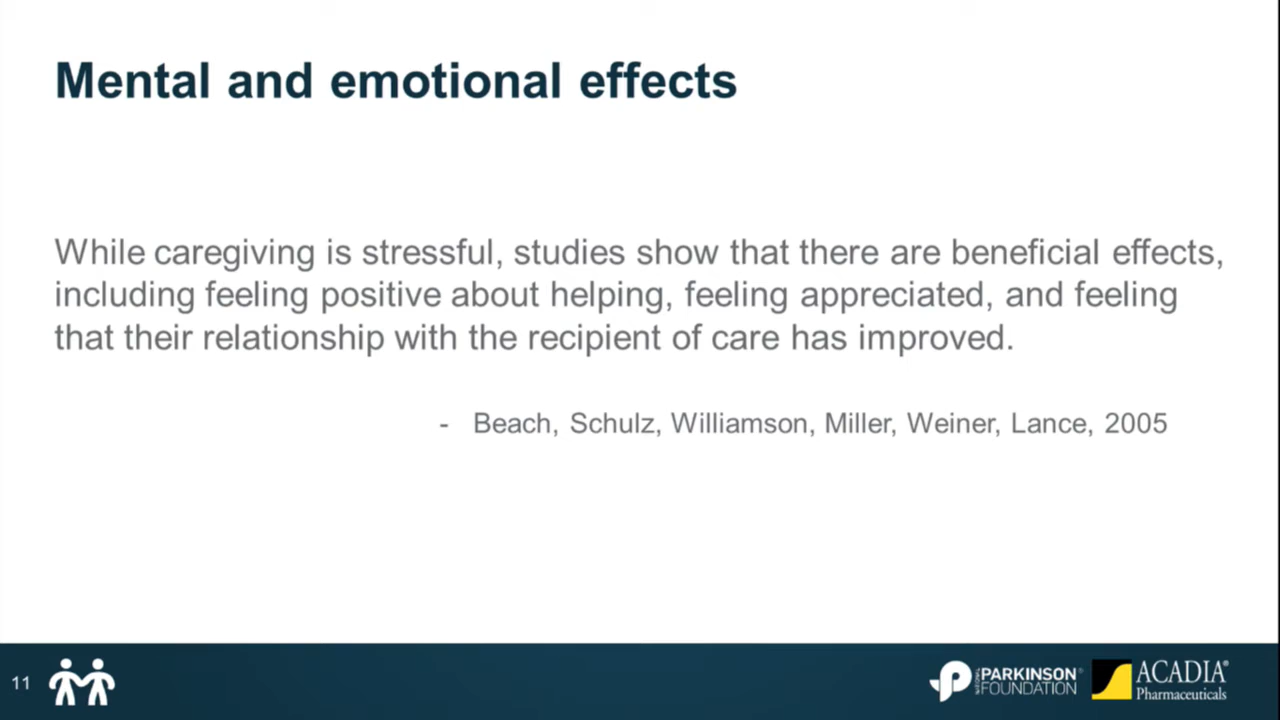 Mental and emotional effects
While caregiving is stressful, studies show that there are beneficial effects,
including feeling positive about helping, feeling appreciated, and feeling
that their relationship with the recipient of care has improved.
- Beach, Schulz, Williamson, Miller, Weiner, Lance, 2005
11
NATIONAL PARKINSON®
FOUNDATION
ACADIA®
Pharmaceuticals